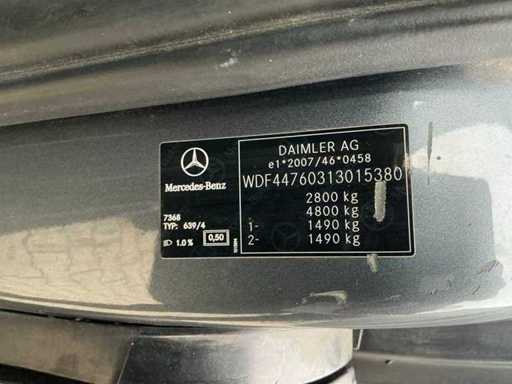 DAIMLER AG
e1*2007/46*0458
WDF44760313015380
2800 kg
4800 kg
1- 1490 kg
2- 1490 kg
Mercedes-Benz
7368
TYP: 639/4
1.0 %
0,50